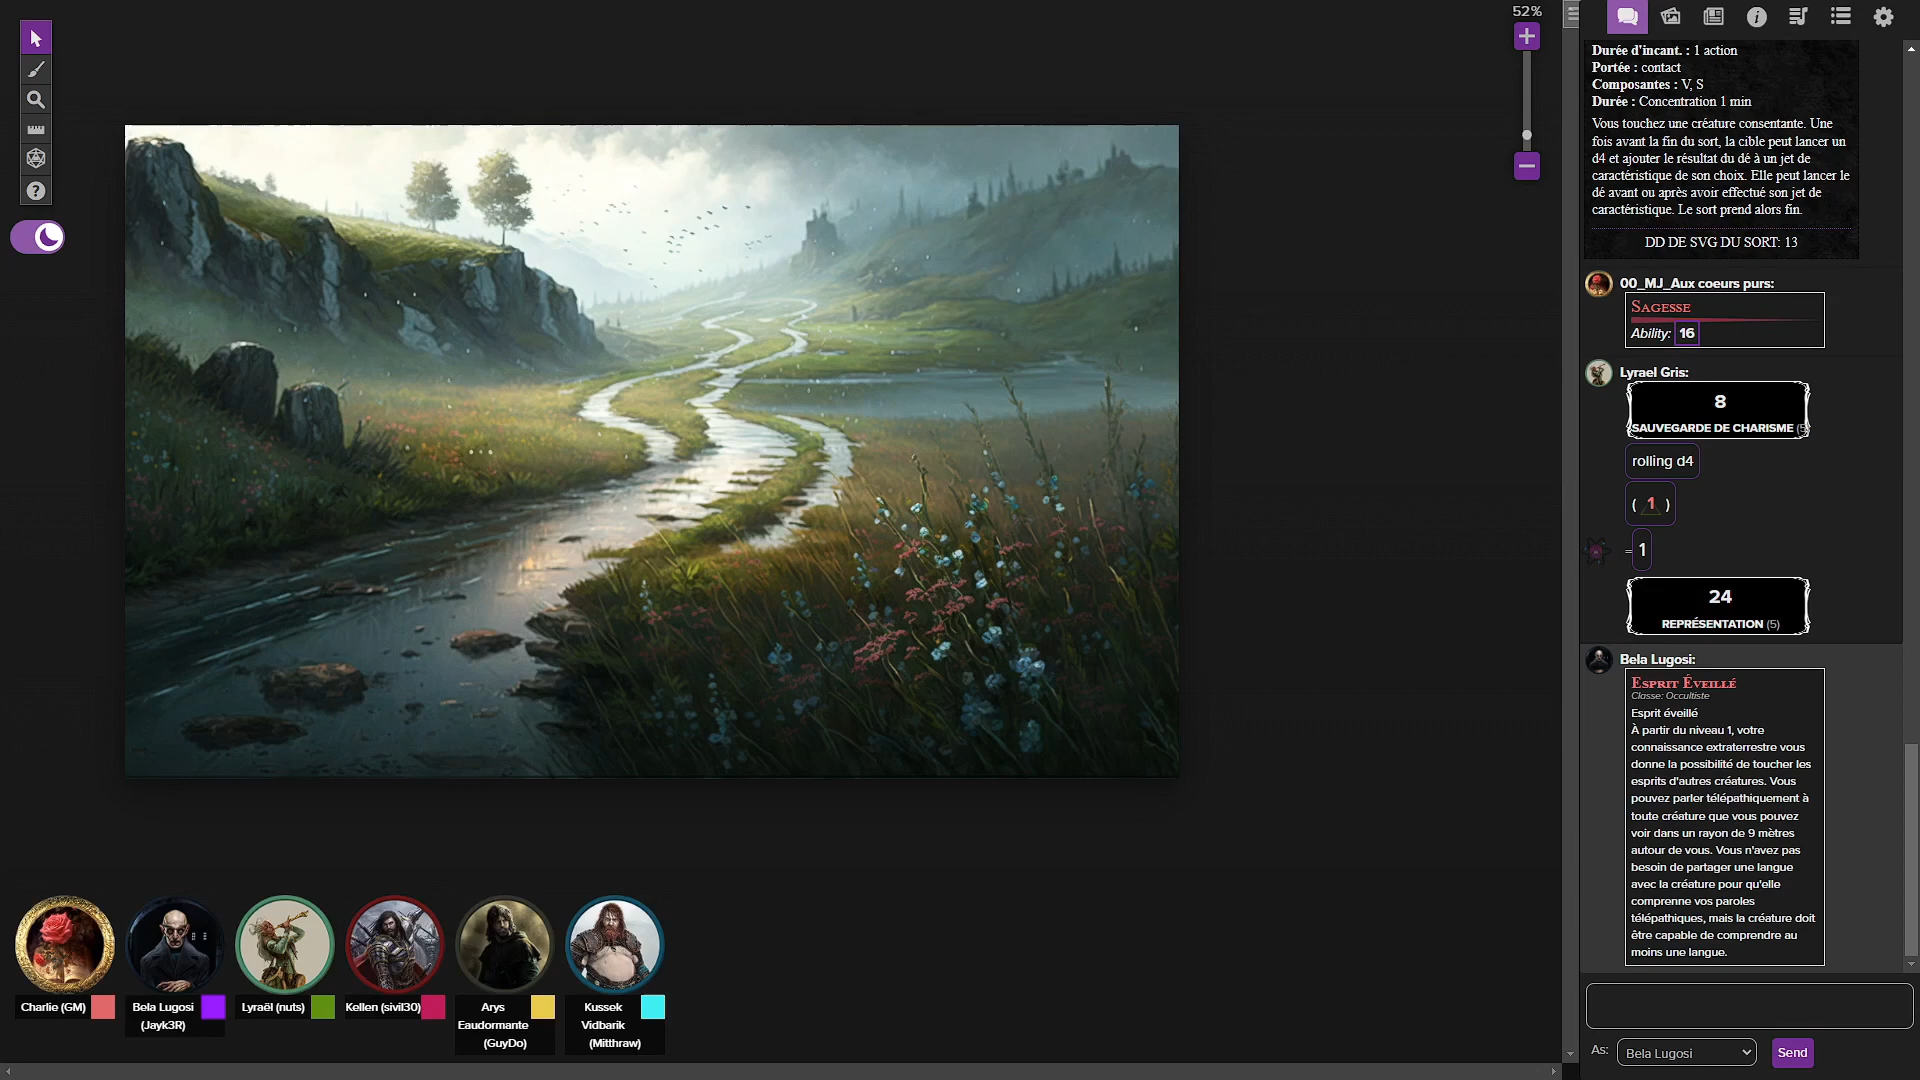 52%
Durée d'incant. : 1 action
Portée : contact
Composantes : V, S
Durée : Concentration 1 min
Vous touchez une créature consentante. Une
fois avant la fin du sort, la cible peut lancer un
d4 et ajouter le résultat du dé à un jet de
caractéristique de son choix. Elle peut lancer le
dé avant ou après avoir effectué son jet de
caractéristique. Le sort prend alors fin.
DD DE SVG DU SORT: 13
00_MJ_Aux coeurs purs:
Sagesse
Ability: 16
Lyrael Gris:
8
SAUVEGARDE DE CHARISME (5
rolling d4
( 1 )
= 1
24
REPRÉSENTATION (5)
Bela Lugosi:
Esprit Éveillé
Classe: Occultiste
Esprit éveillé
À partir du niveau 1, votre
connaissance extraterrestre vous
donne la possibilité de toucher les
esprits d'autres créatures. Vous
pouvez parler télépathiquement à
toute créature que vous pouvez
voir dans un rayon de 9 mètres
autour de vous. Vous n'avez pas
besoin de partager une langue
avec la créature pour qu'elle
comprenne vos paroles
télépathiques, mais la créature doit
être capable de comprendre au
moins une langue.
As: Bela Lugosi Send
Charlie (GM)
Bela Lugosi
(Jayk3R)
Lyraël (nuts)
Kellen (sivil30)
Arys
Eaudormante
(GuyDo)
Kussek
Vidbarik
(Mitthraw)